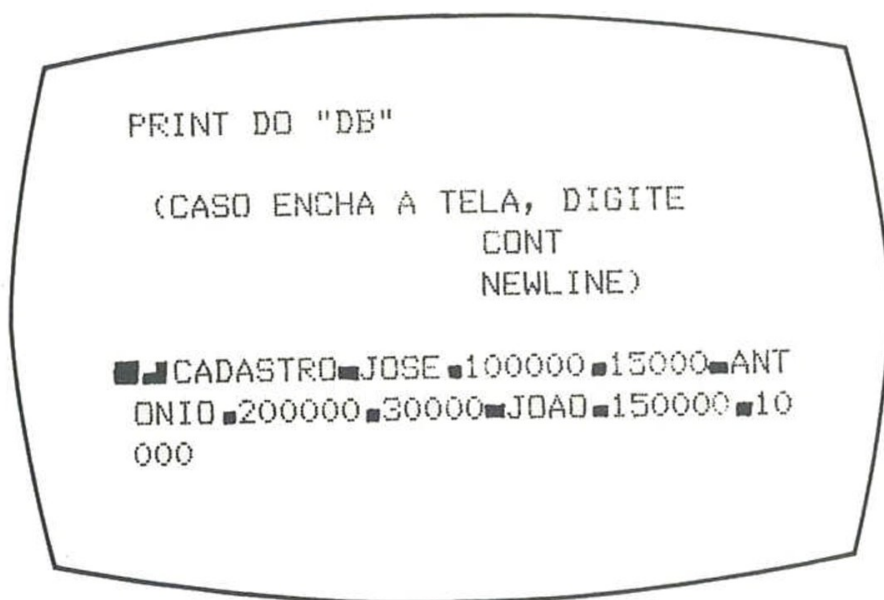 PRINT DO "DB"
(CASO ENCHA A TELA, DIGITE
CONT
NEWLINE)
■▟CADASTRO▄JOSE▗100000▗15000▄ANT
ONIO▗200000▗30000▄JOAO▗150000▗10
000